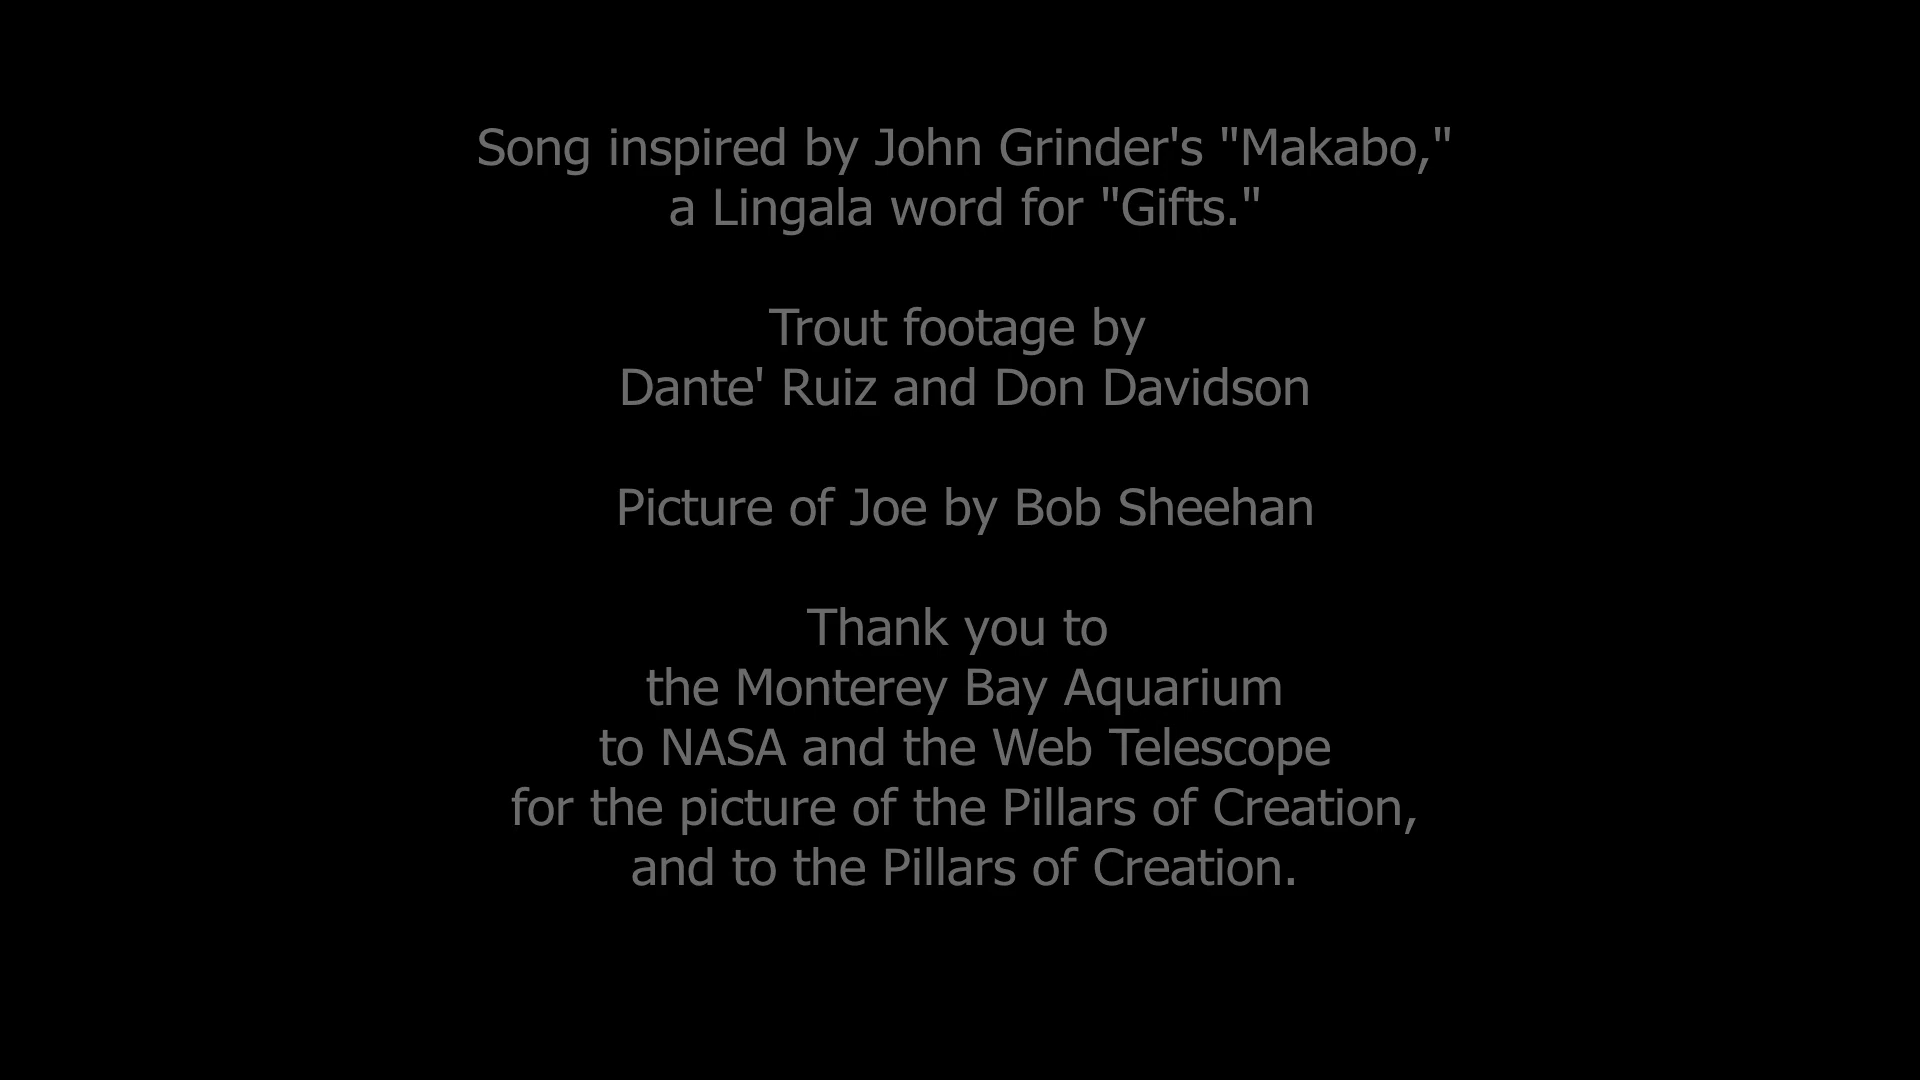 Song inspired by John Grinder's "Makabo,"
a Lingala word for "Gifts."
Trout footage by
Dante' Ruiz and Don Davidson
Picture of Joe by Bob Sheehan
Thank you to
the Monterey Bay Aquarium
to NASA and the Web Telescope
for the picture of the Pillars of Creation,
and to the Pillars of Creation.